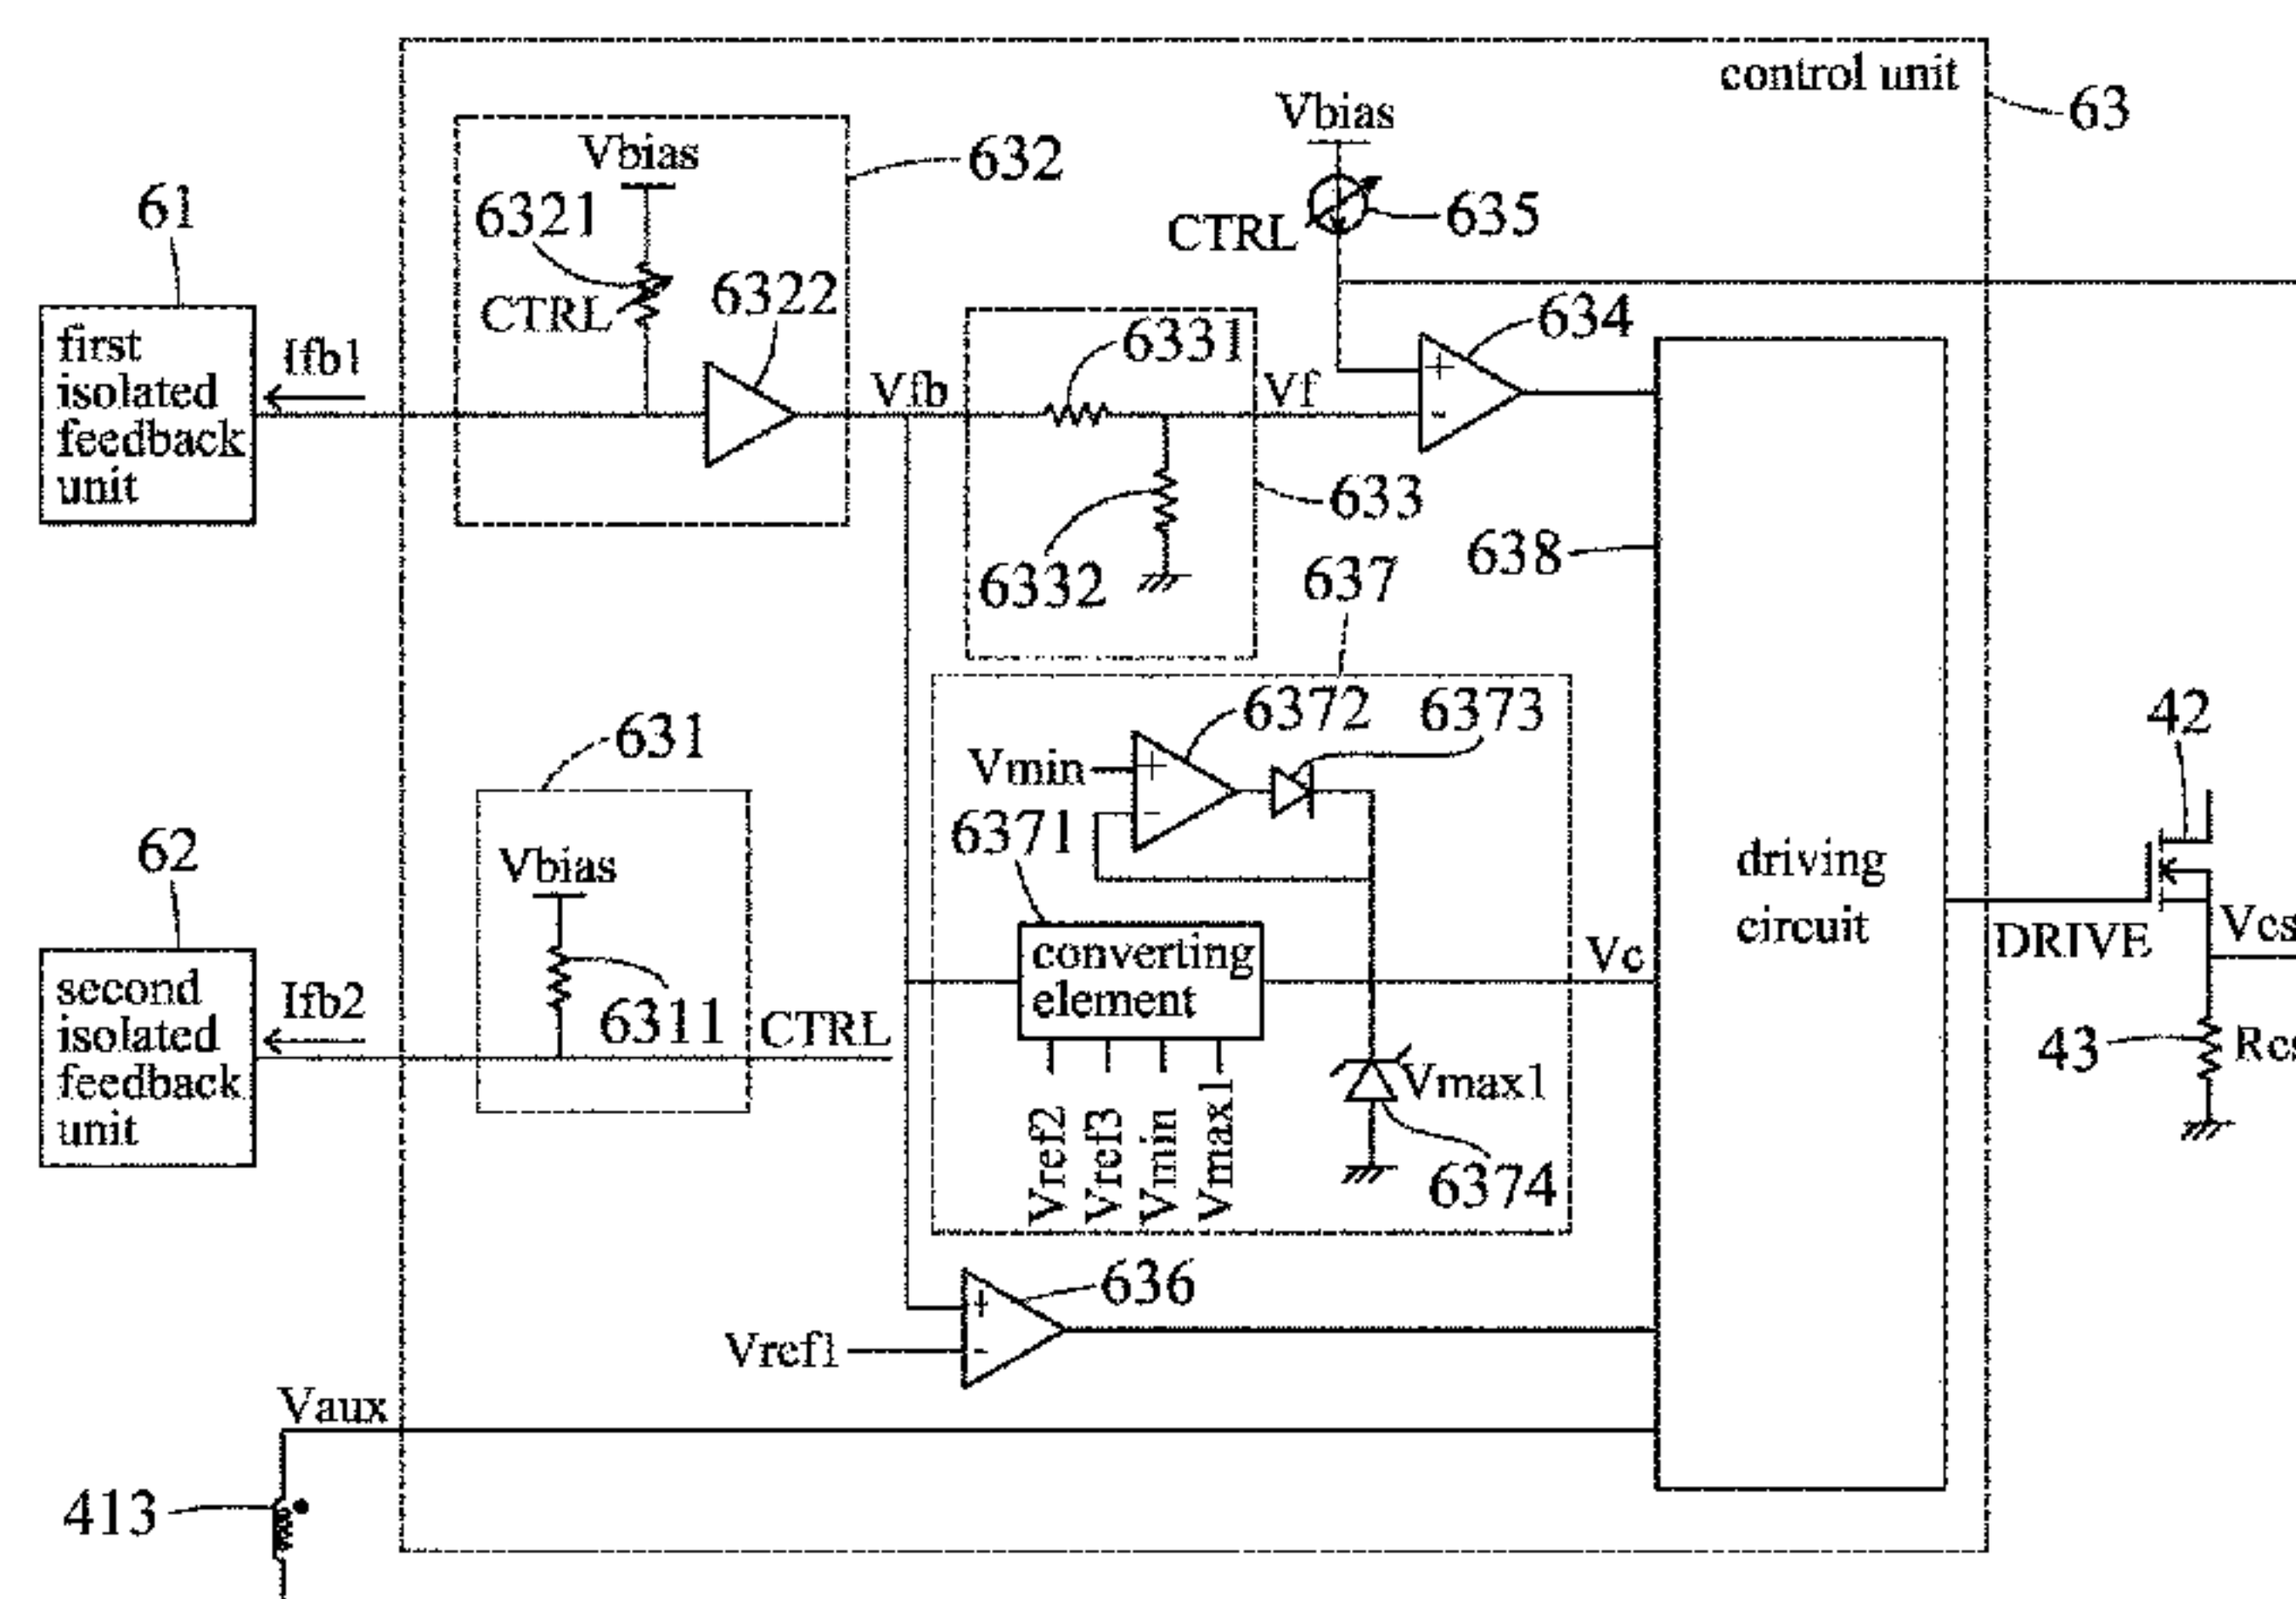 control unit
63
Vbias
632
Vbias
61
6321
CTRL
635
CTRL
6322
634
first
isolated
feedback
unit
Ifb1
6331
Vfb
Vf
+
-
633
638
6332
637
631
6372
6373
42
Vmin
+
-
6371
62
Vbias
driving
circuit
converting
element
Vc
DRIVE
Vcs
second
isolated
feedback
unit
Ifb2
6311
CTRL
43
Rcs
Vmax1
Vref2
Vref3
Vmin
Vmax1
6374
636
+
-
Vref1
Vaux
413